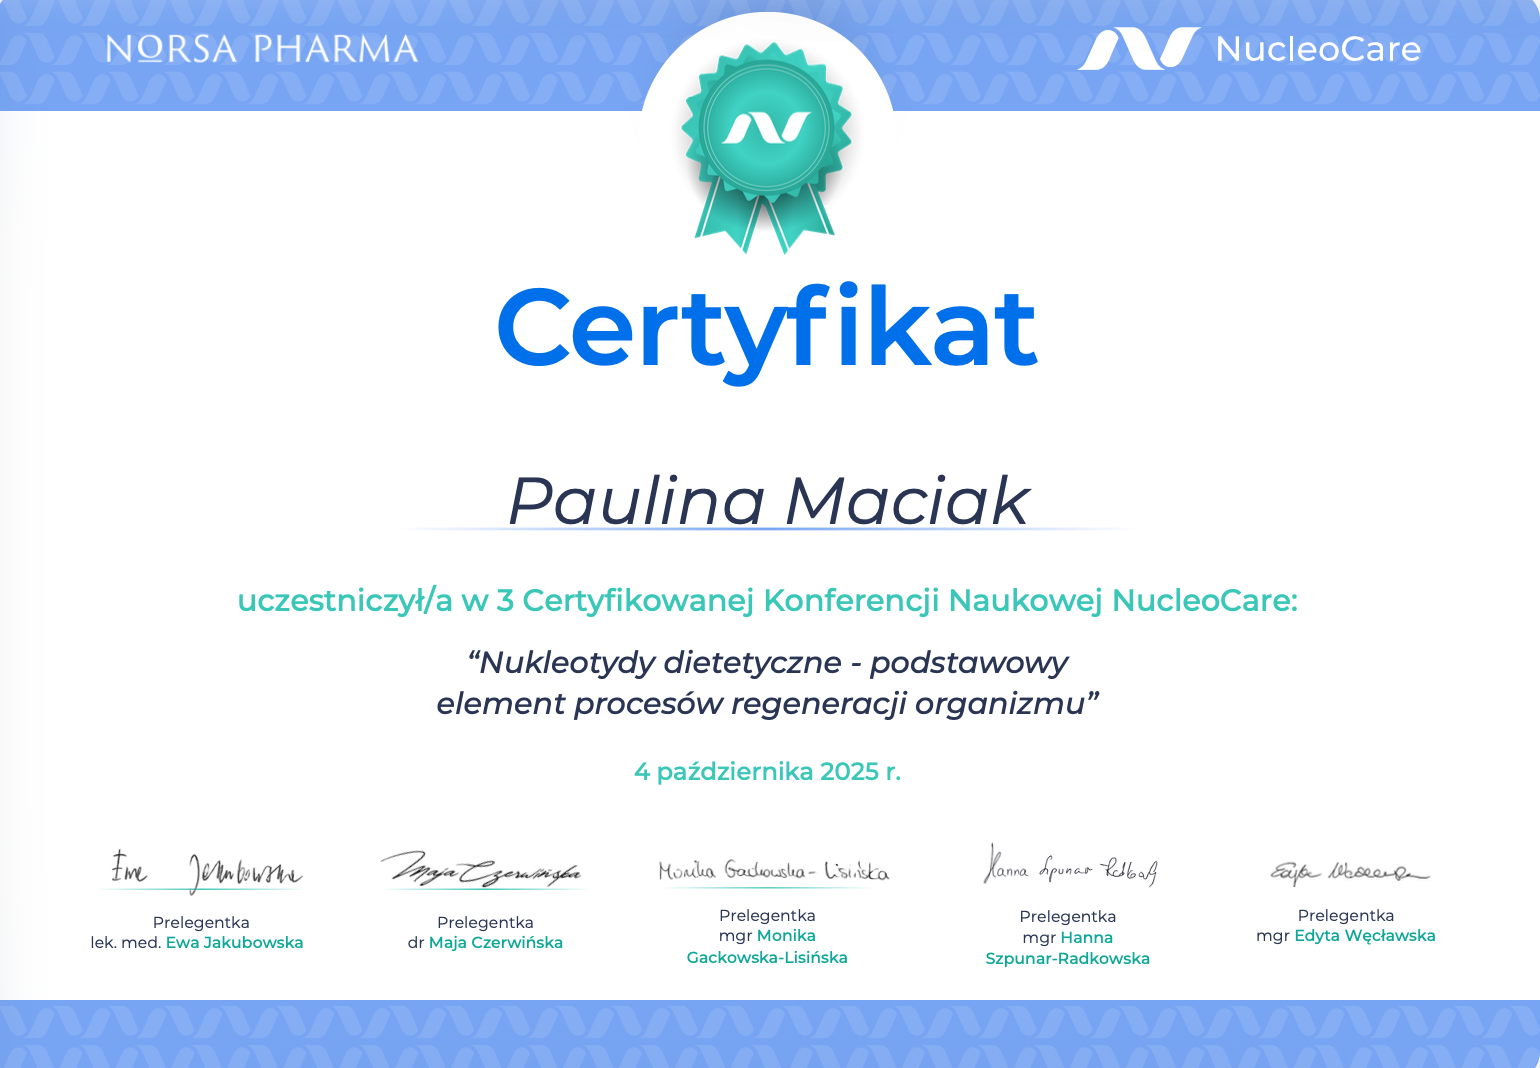 NORSA PHARMA
NucleoCare
Certyfikat
Paulina Maciak
uczestniczył/a w 3 Certyfikowanej Konferencji Naukowej NucleoCare:
“Nukleotydy dietetyczne - podstawowy
element procesów regeneracji organizmu”
4 października 2025 r.
Ewa Jakubowska
Maja Czerwińska
Monika Gackowska-Lisińska
Hanna Szpunar
Edyta
Prelegentka
lek. med. Ewa Jakubowska
Prelegentka
dr Maja Czerwińska
Prelegentka
mgr Monika
Gackowska-Lisińska
Prelegentka
mgr Hanna
Szpunar-Radkowska
Prelegentka
mgr Edyta Węcławska